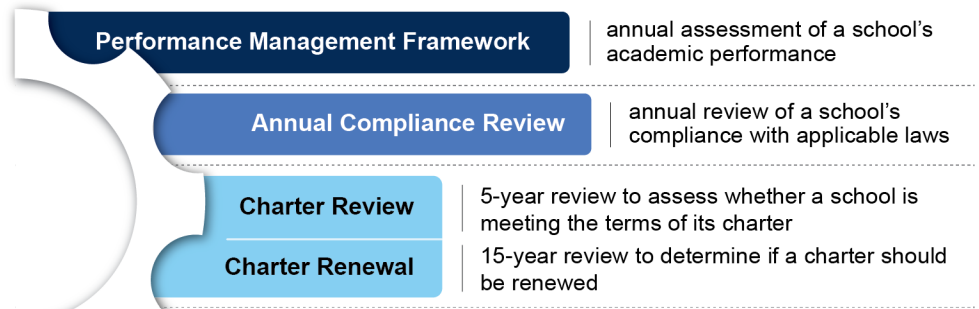 Performance Management Framework
annual assessment of a school's
academic performance
Annual Compliance Review
annual review of a school's
compliance with applicable laws
Charter Review
5-year review to assess whether a school is
meeting the terms of its charter
Charter Renewal
15-year review to determine if a charter should
be renewed